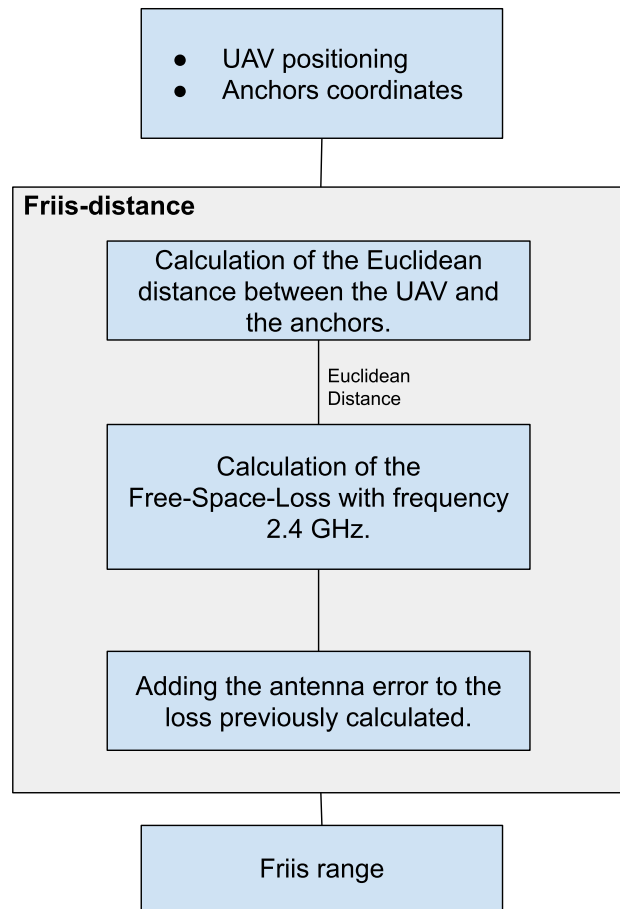 ● UAV positioning
● Anchors coordinates
Friis-distance
Calculation of the Euclidean
distance between the UAV and
the anchors.
Euclidean
Distance
Calculation of the
Free-Space-Loss with frequency
2.4 GHz.
Adding the antenna error to the
loss previously calculated.
Friis range